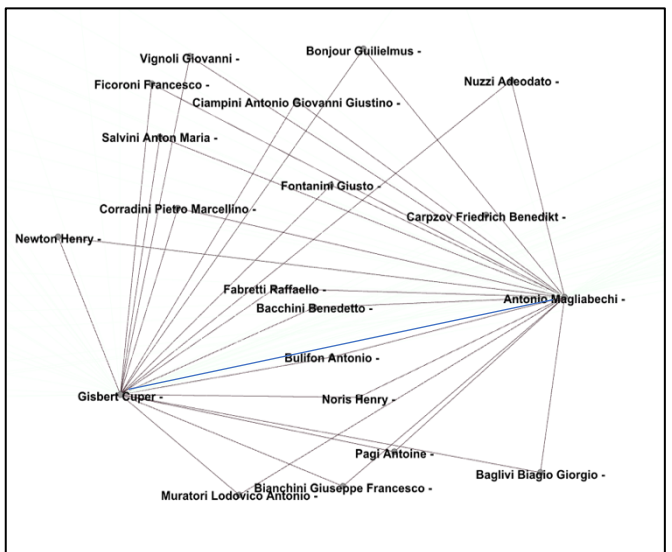 Bonjour Guilielmus -
Vignoli Giovanni -
Nuzzi Adeodato -
Ficoroni Francesco -
Ciampini Antonio Giovanni Giustino -
Salvini Anton Maria -
Fontanini Giusto -
Corradini Pietro Marcellino -
Carpzov Friedrich Benedikt -
Newton Henry -
Fabretti Raffaello -
Antonio Magliabechi -
Bacchini Benedetto -
Bulifon Antonio -
Gisbert Cuper -
Noris Henry -
Pagi Antoine -
Baglivi Biagio Giorgio -
Bianchini Giuseppe Francesco -
Muratori Lodovico Antonio -